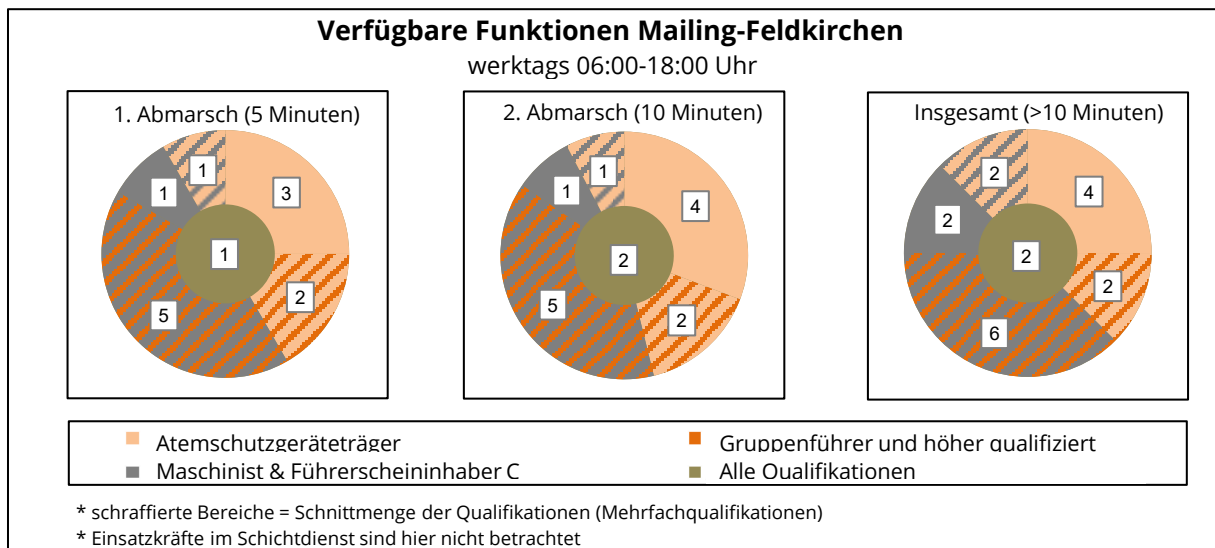 Verfügbare Funktionen Mailing-Feldkirchen
werktags 06:00-18:00 Uhr
1. Abmarsch (5 Minuten)
1
3
1
1
2
5
2. Abmarsch (10 Minuten)
1
1
4
2
5
2
Insgesamt (>10 Minuten)
2
4
2
2
2
6
Atemschutzgeräteträger
Gruppenführer und höher qualifiziert
Maschinist & Führerscheininhaber C
Alle Qualifikationen
* schraffierte Bereiche = Schnittmenge der Qualifikationen (Mehrfachqualifikationen)
* Einsatzkräfte im Schichtdienst sind hier nicht betrachtet